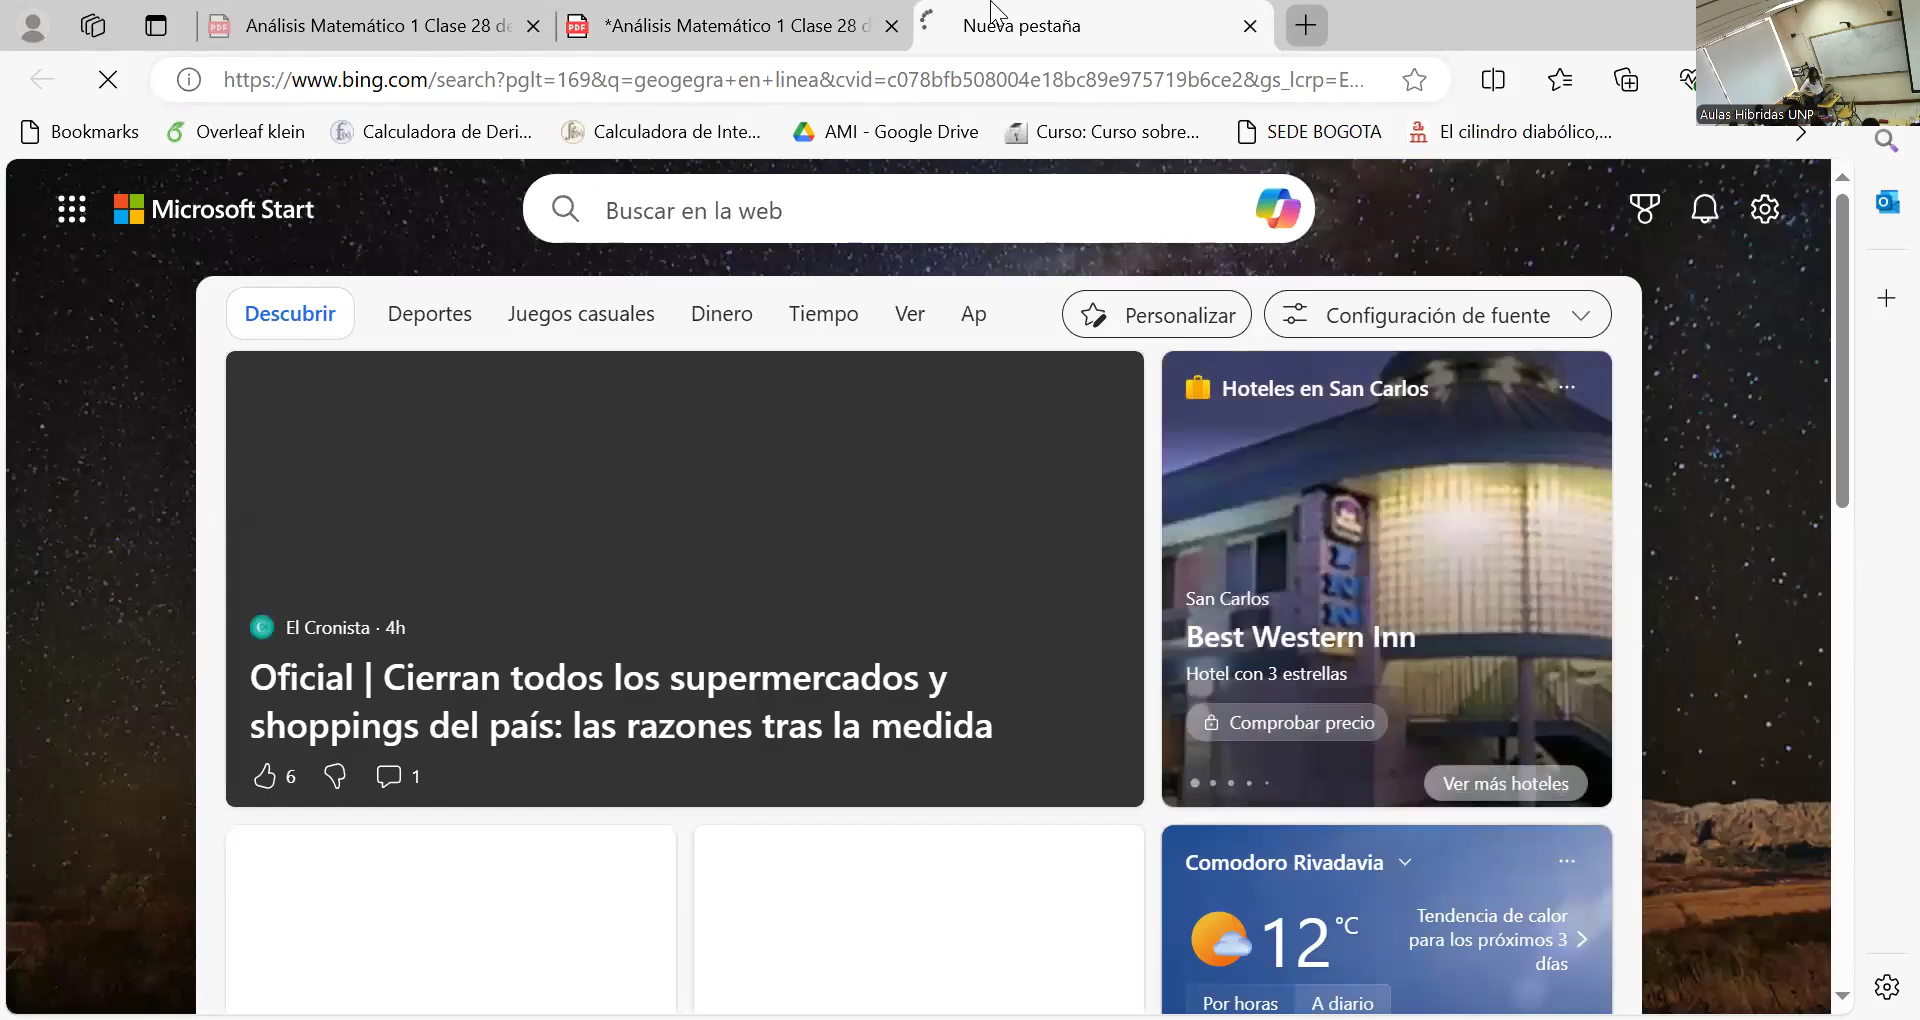 Análisis Matemático 1 Clase 28 de
*Análisis Matemático 1 Clase 28 d
Nueva pestaña
https://www.bing.com/search?pglt=169&q=geogegra+en+linea&cvid=c078bfb508004e18bc89e975719b6ce2&gs_lcrp=E...
Aulas Hibridas UNP
Bookmarks
Overleaf klein
Calculadora de Deri...
Calculadora de Inte...
AMI - Google Drive
Curso: Curso sobre...
SEDE BOGOTA
El cilindro diabólico,...
Microsoft Start
Buscar en la web
Descubrir
Deportes
Juegos casuales
Dinero
Tiempo
Ver
Ap
Personalizar
Configuración de fuente
El Cronista · 4h
Oficial | Cierran todos los supermercados y
shoppings del país: las razones tras la medida
6
1
Hoteles en San Carlos
San Carlos
Best Western Inn
Hotel con 3 estrellas
Comprobar precio
Ver más hoteles
Comodoro Rivadavia
12 °C
Tendencia de calor
para los próximos 3
días
Por horas
A diario